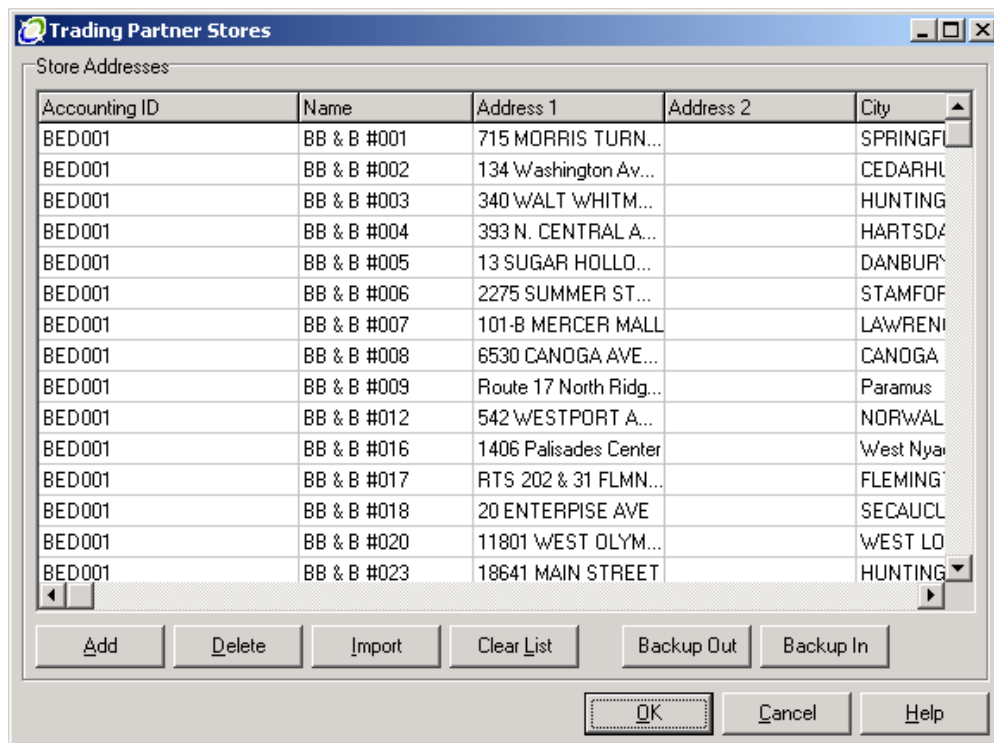 Trading Partner Stores
Store Addresses
Accounting ID Name Address 1 Address 2 City
BED001 BB & B #001 715 MORRIS TURN... SPRINGFI
BED001 BB & B #002 134 Washington Av... CEDARHU
BED001 BB & B #003 340 WALT WHITM... HUNTING
BED001 BB & B #004 393 N. CENTRAL A... HARTSDA
BED001 BB & B #005 13 SUGAR HOLLO... DANBURY
BED001 BB & B #006 2275 SUMMER ST... STAMFOR
BED001 BB & B #007 101-B MERCER MALL LAWREN
BED001 BB & B #008 6530 CANOGA AVE... CANOGA
BED001 BB & B #009 Route 17 North Ridg... Paramus
BED001 BB & B #012 542 WESTPORT A... NORWAL
BED001 BB & B #016 1406 Palisades Center West Nya
BED001 BB & B #017 RTS 202 & 31 FLMN... FLEMING
BED001 BB & B #018 20 ENTERPISE AVE SECAUCU
BED001 BB & B #020 11801 WEST OLYM... WEST LO
BED001 BB & B #023 18641 MAIN STREET HUNTING
Add Delete Import Clear List Backup Out Backup In
OK Cancel Help